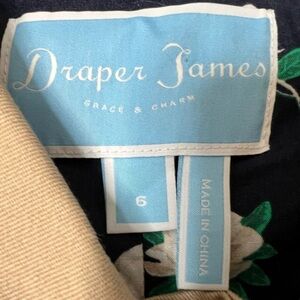 Draper James
GRACE & CHARM
6
MADE IN CHINA